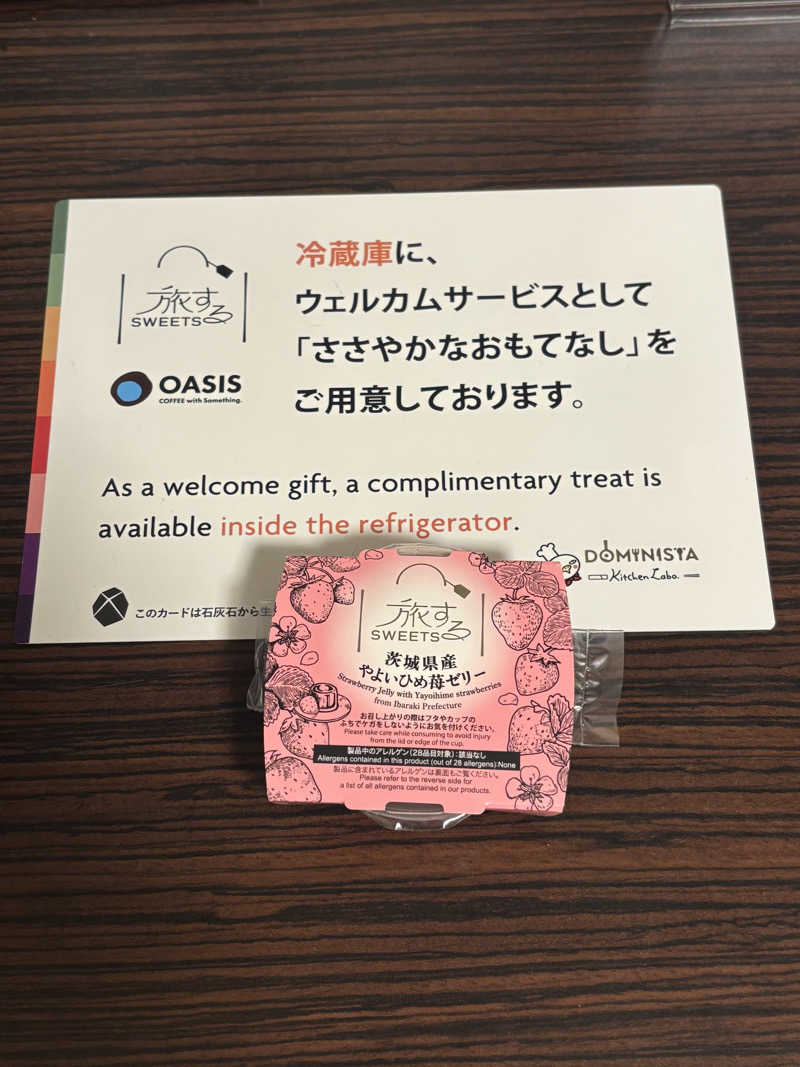 旅する
SWEETS
OASIS
COFFEE with Something.
冷蔵庫に、
ウェルカムサービスとして
「ささやかなおもてなし」を
ご用意しております。
As a welcome gift, a complimentary treat is
available inside the refrigerator.
DOMINISTA
Kitchen Labo.
このカードは石灰石から生
旅する
SWEETS
茨城県産
やよいひめ苺ゼリー
Strawberry Jelly with Yayoihime strawberries
from Ibaraki Prefecture
お召し上がりの際はフタやカップの
ふちでケガをしないようにお気を付けください。
Please take care while consuming to avoid injury
from the lid or edge of the cup.
製品中のアレルゲン(28品目対象):該当なし
Allergens contained in this product (out of 28 allergens):None
製品に含まれているアレルゲンは裏面もご覧ください。
Please refer to the reverse side for
a list of all allergens contained in our products.